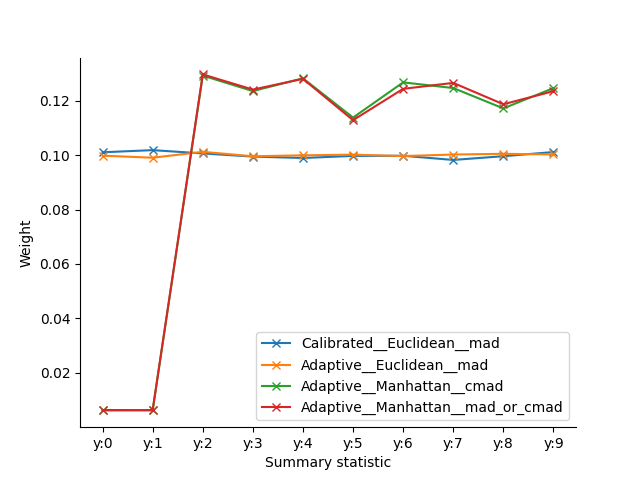 0.12
0.10
0.08
0.06
0.04
0.02
Weight
Calibrated__Euclidean__mad
Adaptive__Euclidean__mad
Adaptive__Manhattan__cmad
Adaptive__Manhattan__mad_or_cmad
y:0 y:1 y:2 y:3 y:4 y:5 y:6 y:7 y:8 y:9
Summary statistic